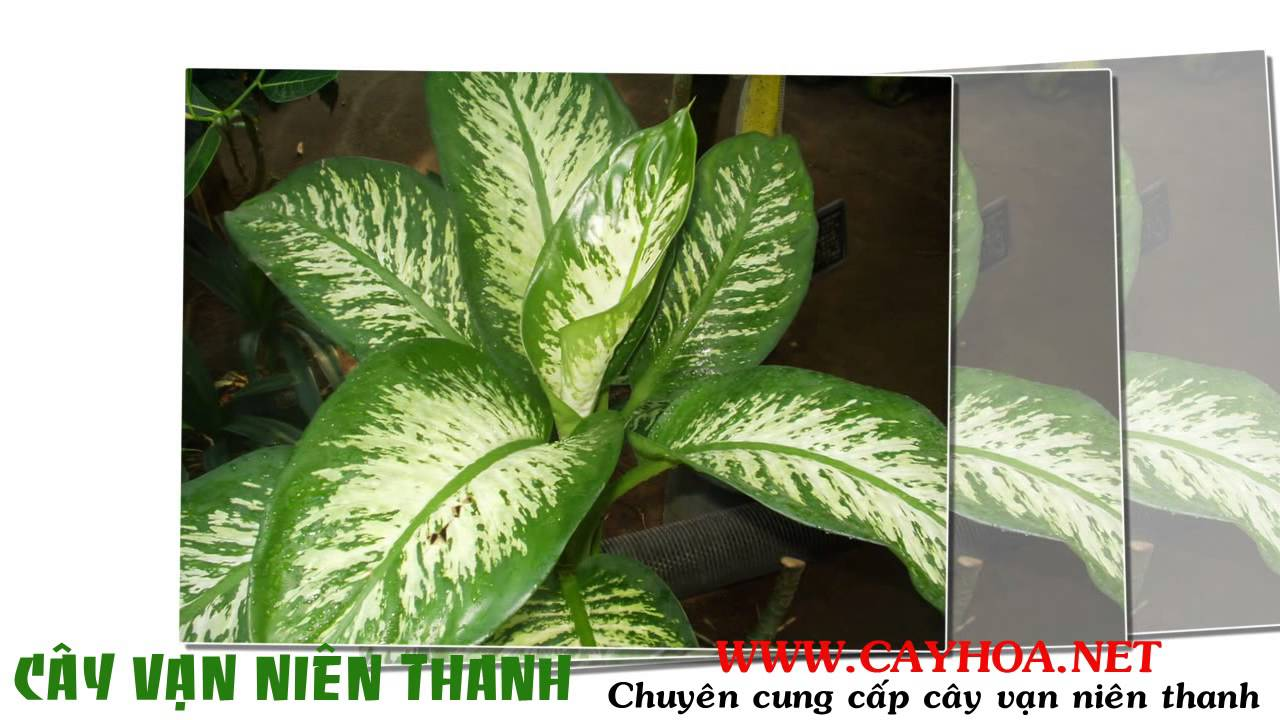 CÂY VẠN NIÊN THANH
WWW.CAYHOA.NET
Chuyên cung cấp cây vạn niên thanh